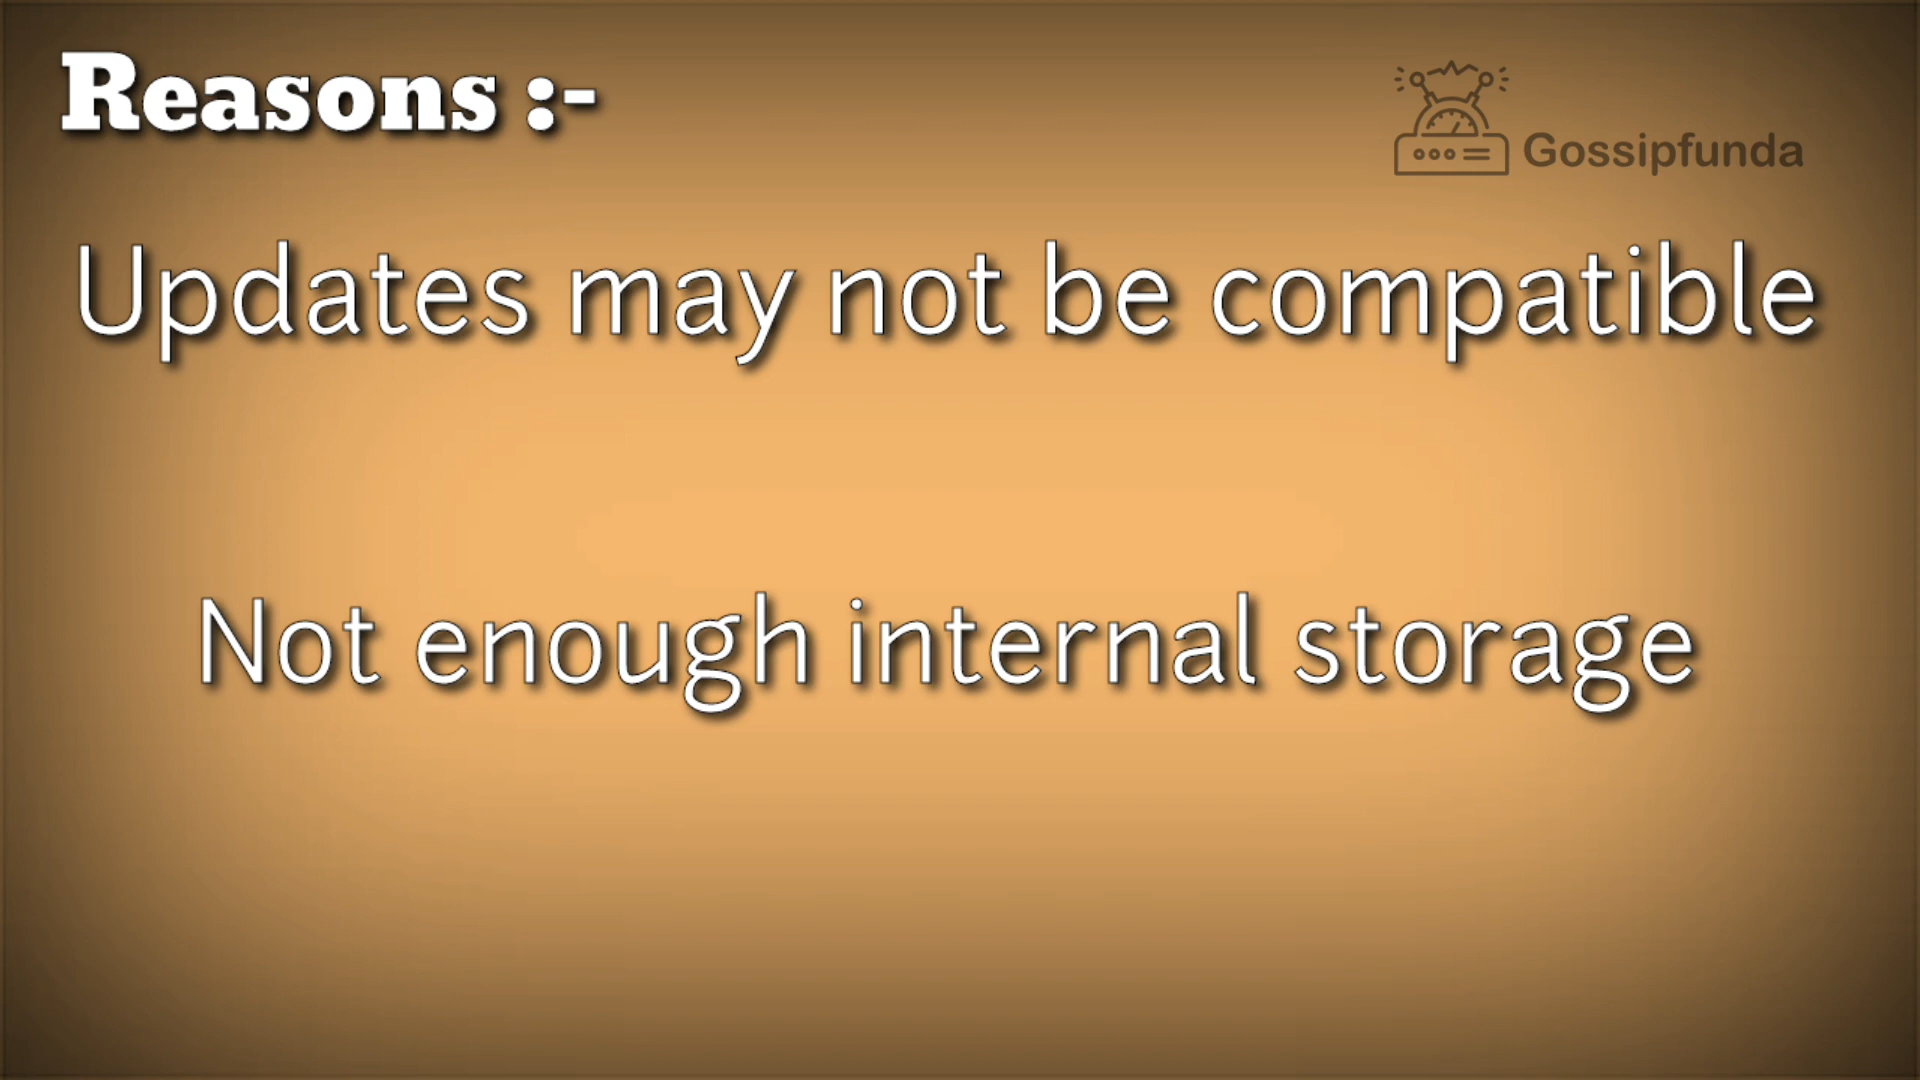 Reasons :-
Gossipfunda
Updates may not be compatible
Not enough internal storage